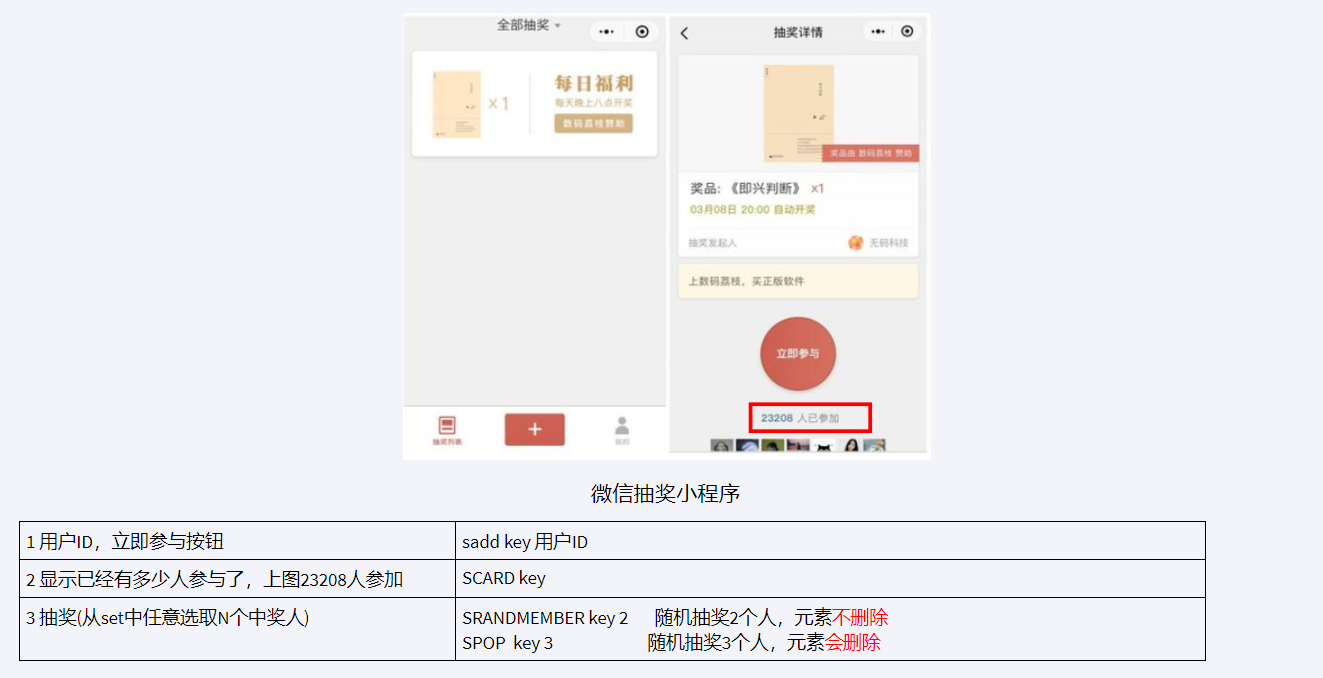 全部抽奖
x 1
每日福利
每天晚上八点开奖
数码荔枝赞助
抽奖列表
+
我的
抽奖详情
奖品由 数码荔枝 赞助
奖品:《即兴判断》 x1
03月08日 20:00 自动开奖
抽奖发起人
无码科技
上数码荔枝,买正版软件
立即参与
23208 人已参加
微信抽奖小程序
1 用户ID,立即参与按钮
sadd key 用户ID
2 显示已经有多少人参与了,上图23208人参加
SCARD key
3 抽奖(从set中任意选取N个中奖人)
SRANDMEMBER key 2 随机抽奖2个人,元素不删除
SPOP key 3 随机抽奖3个人,元素会删除